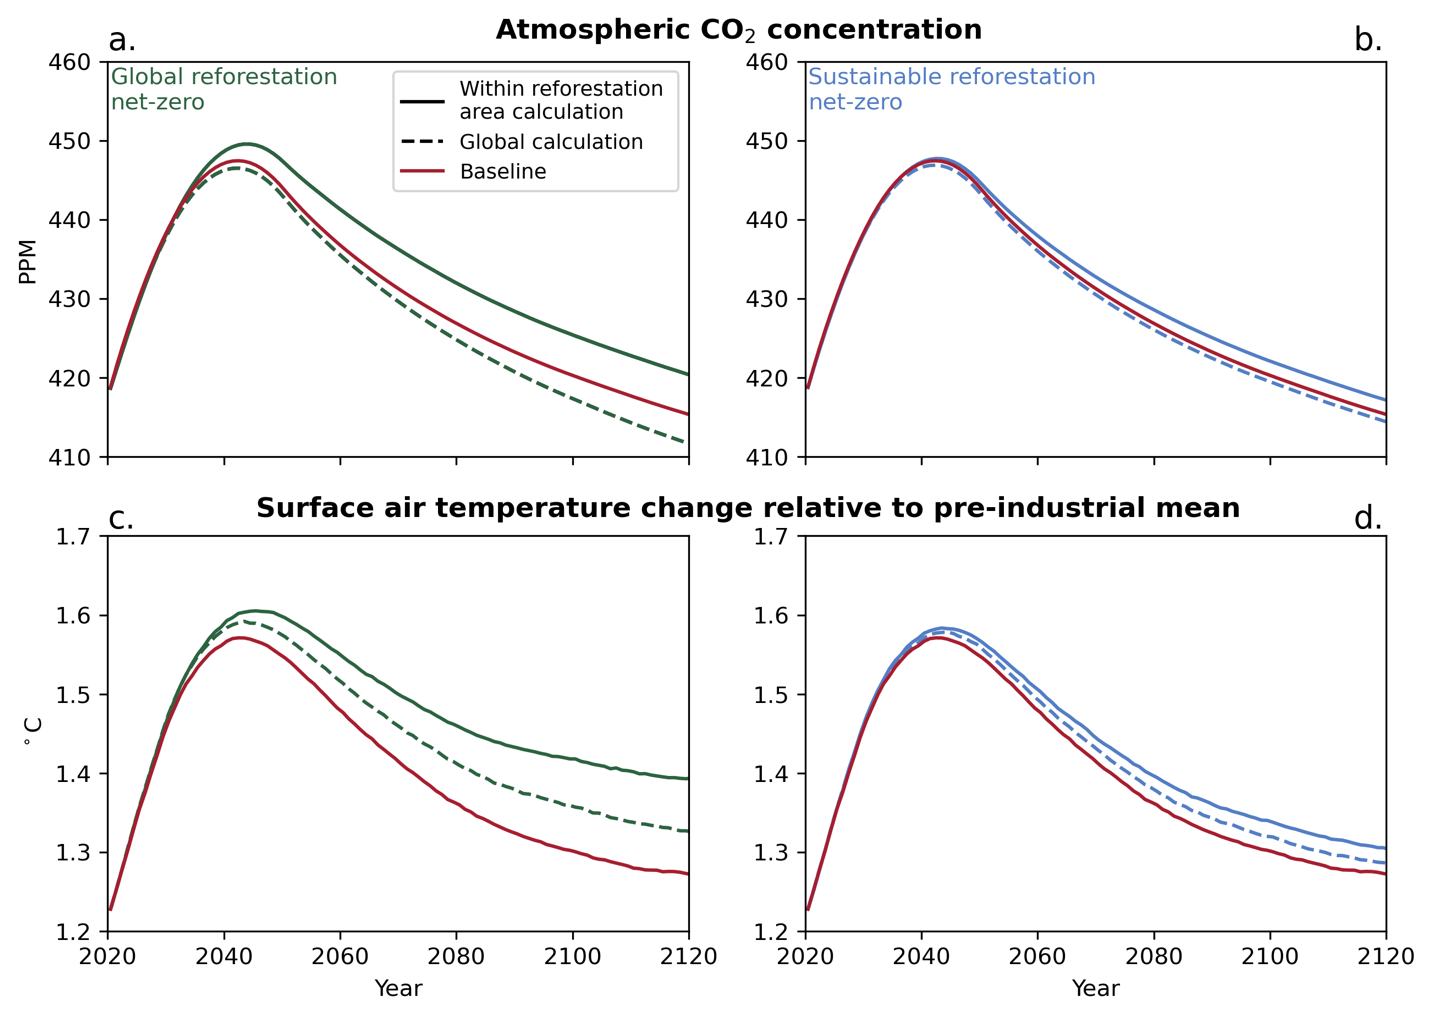 Atmospheric CO₂ concentration
a.
b.
Global reforestation
net-zero
Within reforestation
area calculation
Global calculation
Baseline
Sustainable reforestation
net-zero
PPM
460
450
440
430
420
410
460
450
440
430
420
410
Surface air temperature change relative to pre-industrial mean
c.
d.
°C
1.7
1.6
1.5
1.4
1.3
1.2
1.7
1.6
1.5
1.4
1.3
1.2
2020 2040 2060 2080 2100 2120
2020 2040 2060 2080 2100 2120
Year
Year